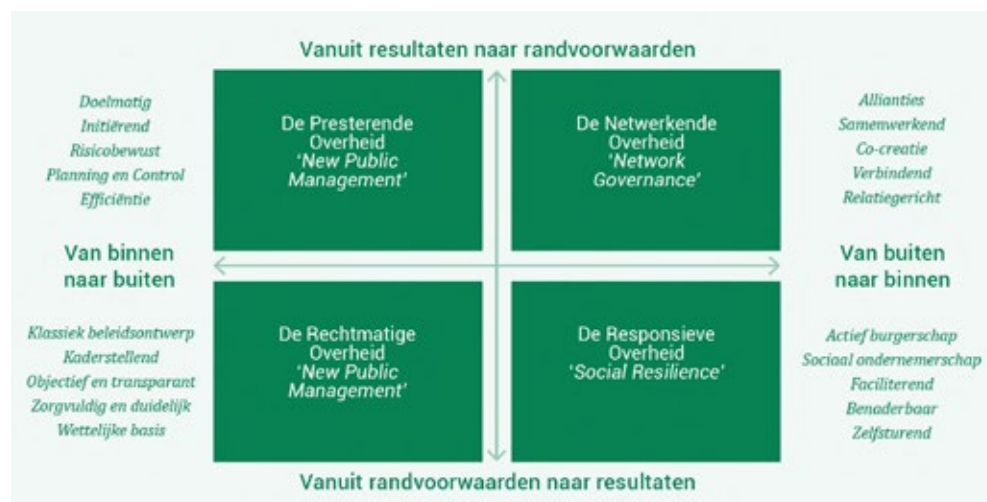 Vanuit resultaten naar randvoorwaarden
Doelmatig
Initiërend
Risicobewust
Planning en Control
Efficiëntie
De Presterende
Overheid
‘New Public
Management’
De Netwerkende
Overheid
‘Network
Governance’
Allianties
Samenwerkend
Co-creatie
Verbindend
Relatiegericht
Van binnen
naar buiten
Van buiten
naar binnen
Klassiek beleidsontwerp
Kaderstellend
Objectief en transparant
Zorgvuldig en duidelijk
Wettelijke basis
De Rechtmatige
Overheid
‘New Public
Management’
De Responsieve
Overheid
‘Social Resilience’
Actief burgerschap
Sociaal ondernemerschap
Faciliterend
Benaderbaar
Zelfsturend
Vanuit randvoorwaarden naar resultaten